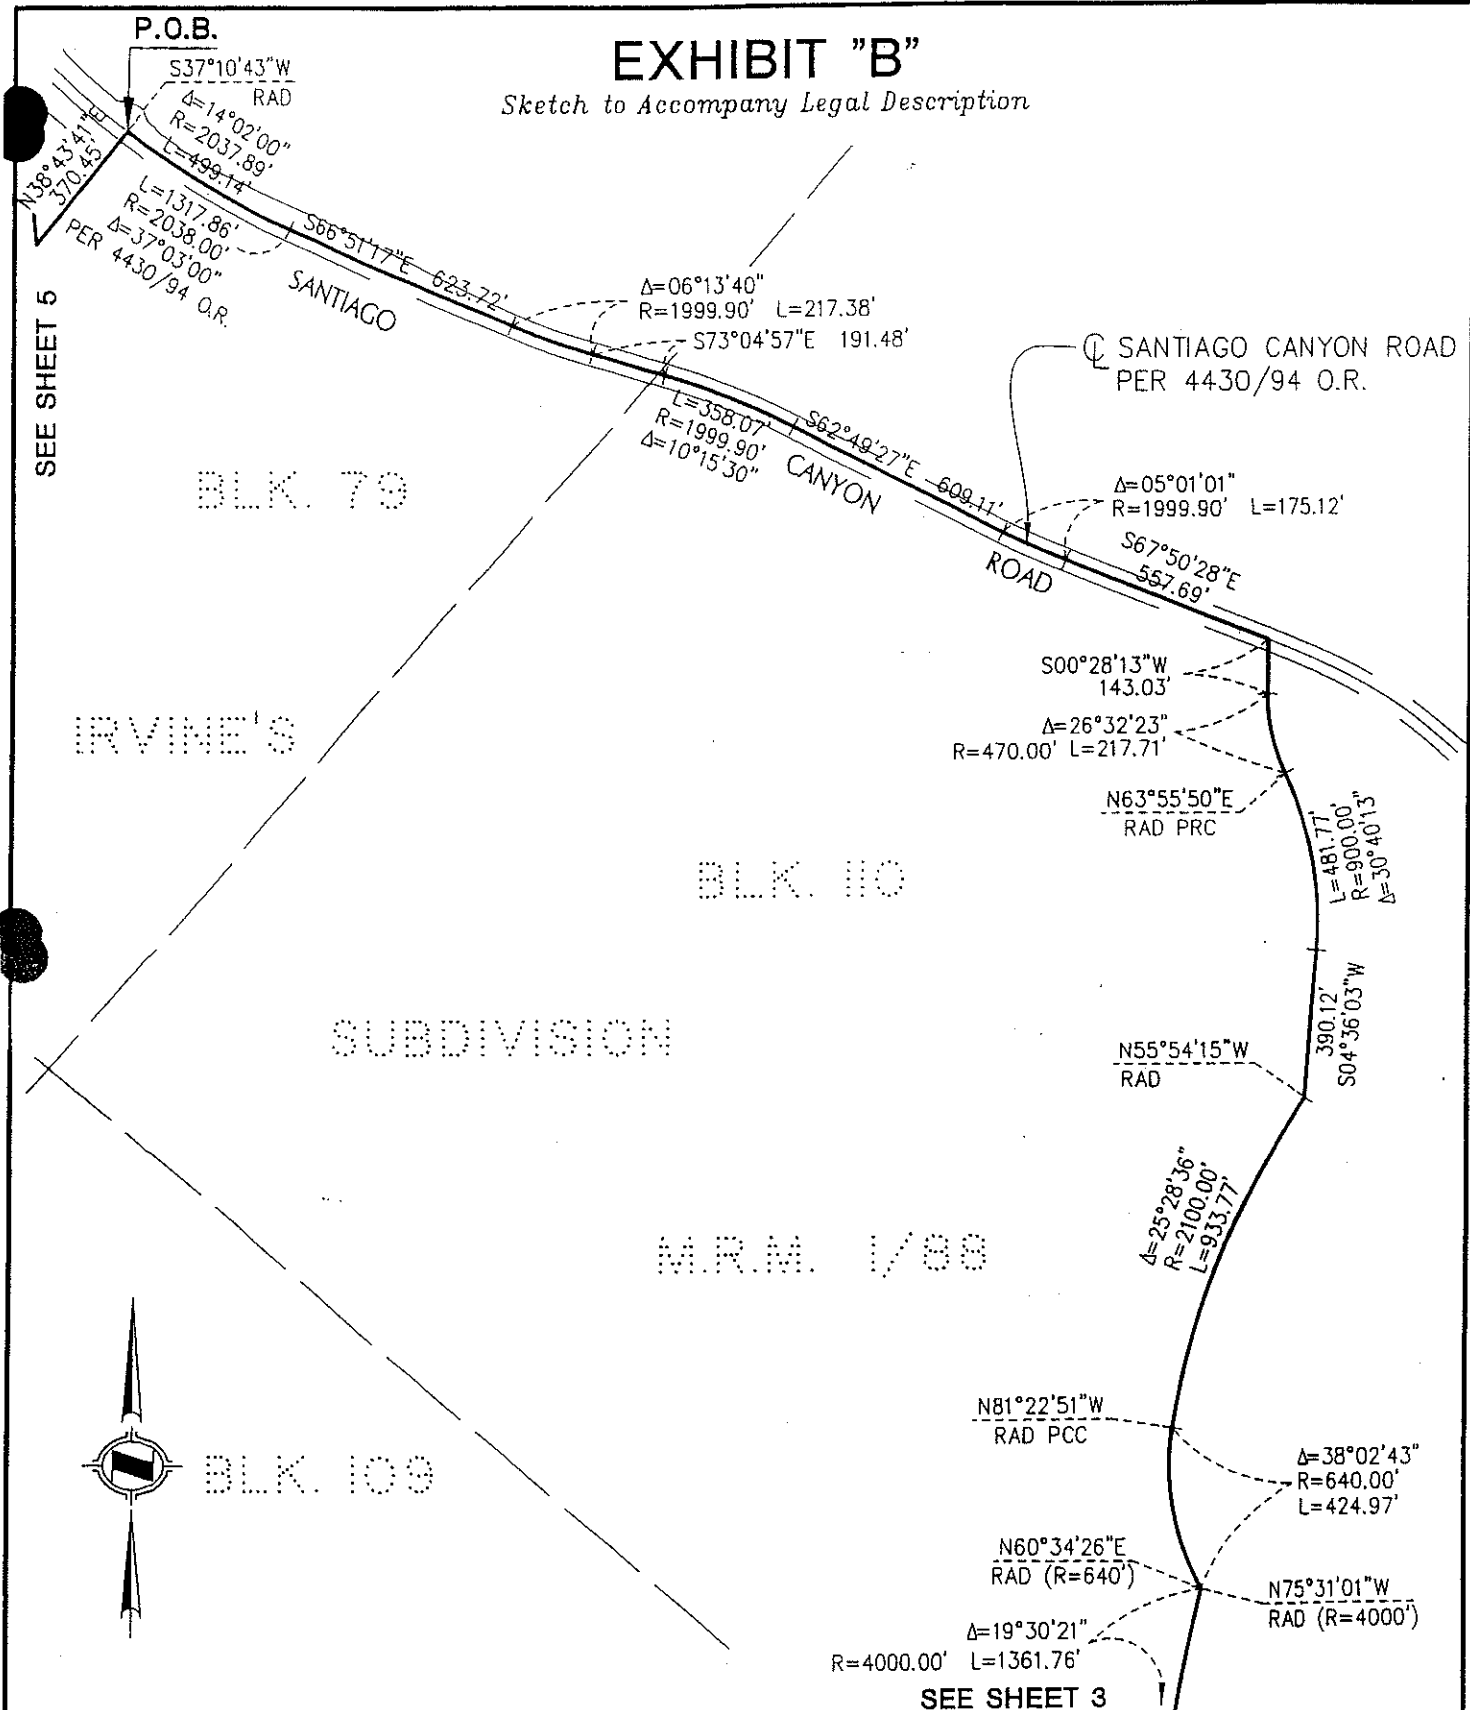 P.O.B.
EXHIBIT "B"
Sketch to Accompany Legal Description
S37°10'43"W
RAD
Δ=14°02'00"
R=2037.89'
L=499.14'
N38°43'41"E
370.45'
L=1317.86'
R=2038.00'
Δ=37°03'00"
PER 4430/94 O.R.
SEE SHEET 5
S66°51'17"E 623.72'
SANTIAGO
Δ=06°13'40"
R=1999.90' L=217.38'
S73°04'57"E 191.48'
℄ SANTIAGO CANYON ROAD
PER 4430/94 O.R.
L=358.07'
R=1999.90'
Δ=10°15'30"
S62°49'27"E 609.11'
CANYON
Δ=05°01'01"
R=1999.90' L=175.12'
ROAD
S67°50'28"E
557.69'
BLK. 79
S00°28'13"W
143.03'
Δ=26°32'23"
R=470.00' L=217.71'
N63°55'50"E
RAD PRC
L=481.77'
R=900.00'
Δ=30°40'13"
IRVINE'S
BLK. 110
SUBDIVISION
390.12'
S04°36'03"W
N55°54'15"W
RAD
Δ=25°28'36"
R=2100.00'
L=933.77'
M.R.M. 1/88
N81°22'51"W
RAD PCC
Δ=38°02'43"
R=640.00'
L=424.97'
BLK. 109
N60°34'26"E
RAD (R=640')
N75°31'01"W
RAD (R=4000')
Δ=19°30'21"
R=4000.00' L=1361.76'
SEE SHEET 3